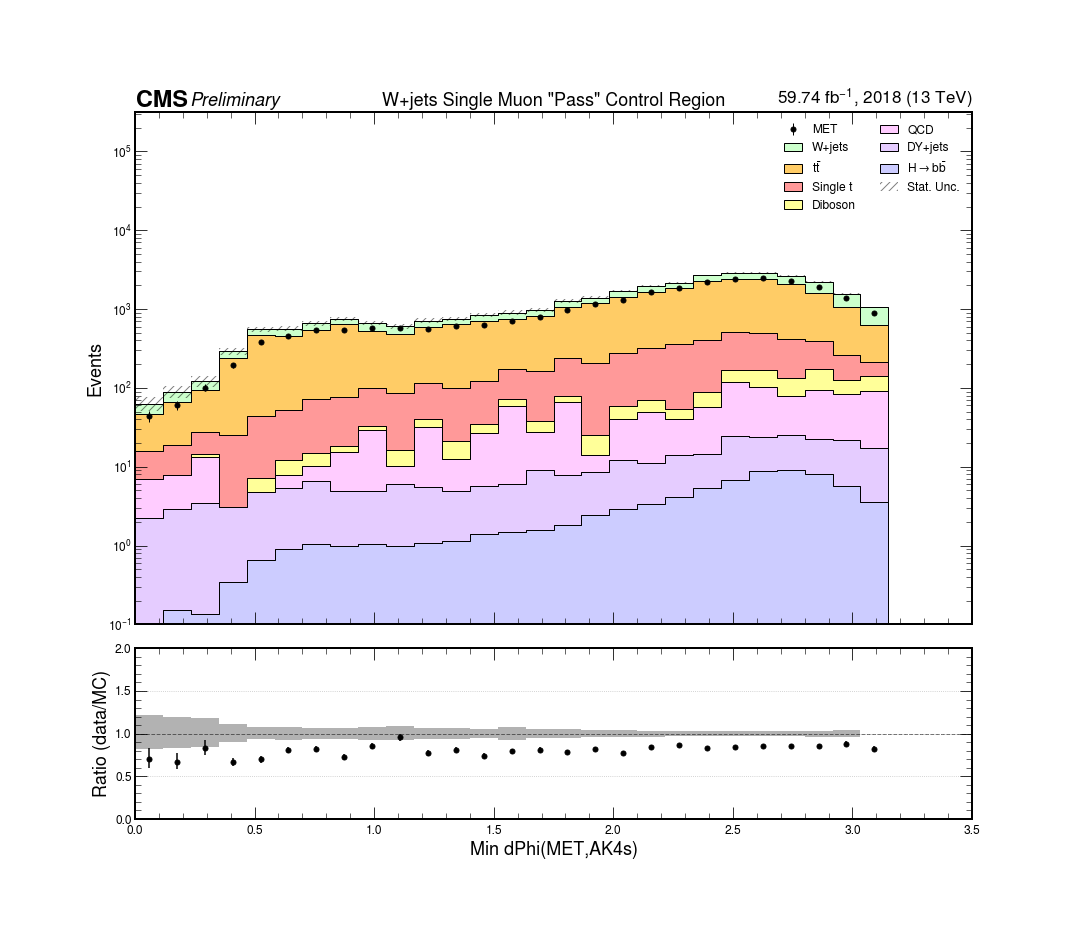 CMS Preliminary W+jets Single Muon "Pass" Control Region 59.74 fb⁻¹, 2018 (13 TeV)
MET QCD
W+jets DY+jets
tt̄ H→bb̄
Single t Stat. Unc.
Diboson
Events
10⁵
10⁴
10³
10²
10¹
10⁰
10⁻¹
Ratio (data/MC)
2.0
1.5
1.0
0.5
0.0
0.0 0.5 1.0 1.5 2.0 2.5 3.0 3.5
Min dPhi(MET,AK4s)